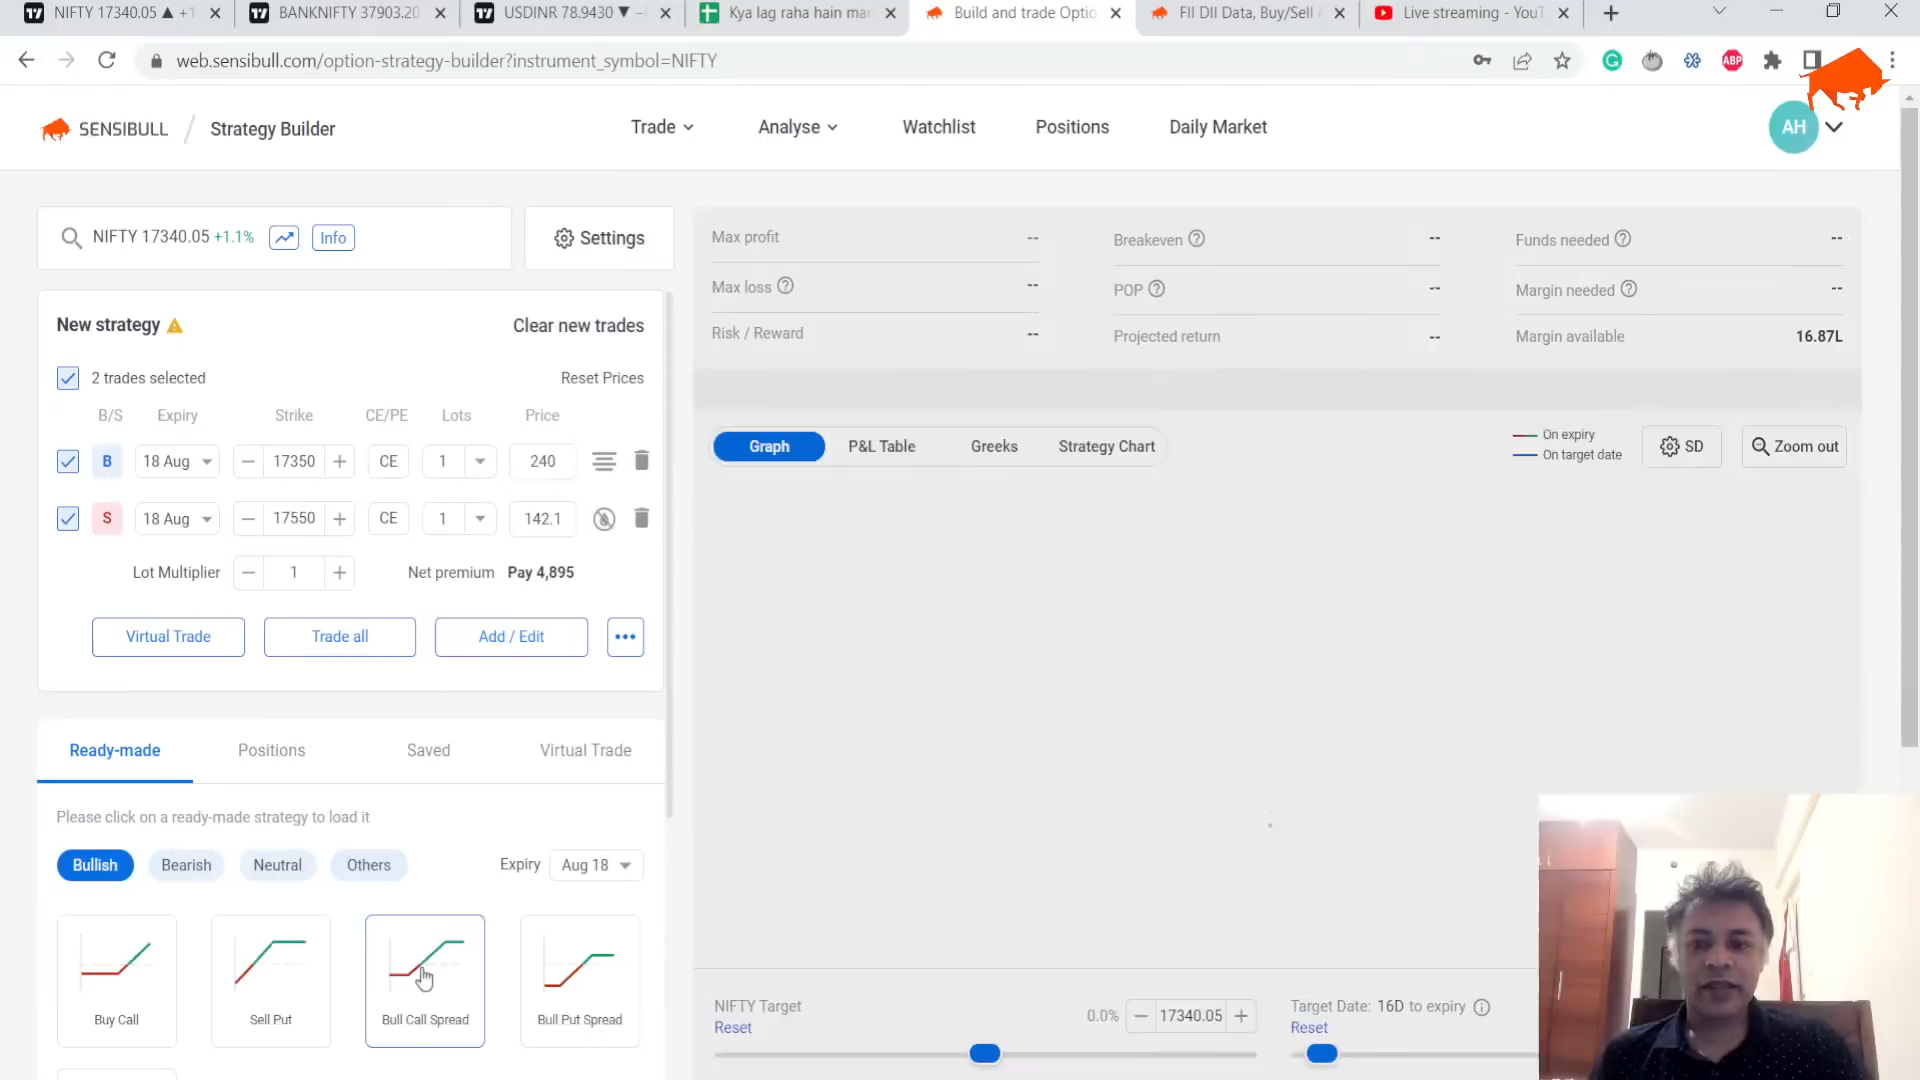 NIFTY 17340.05 ▲ +1
BANKNIFTY 37903.20
USDINR 78.9430 ▼ −
Kya lag raha hain mar
Build and trade Optio
FII DII Data, Buy/Sell
Live streaming - YouT
web.sensibull.com/option-strategy-builder?instrument_symbol=NIFTY
ABP
SENSIBULL / Strategy Builder
Trade
Analyse
Watchlist
Positions
Daily Market
AH
NIFTY 17340.05 +1.1%
Info
Settings
Max profit --
Breakeven --
Funds needed --
Max loss --
POP --
Margin needed --
Risk / Reward --
Projected return --
Margin available 16.87L
New strategy
Clear new trades
2 trades selected
Reset Prices
B/S Expiry Strike CE/PE Lots Price
B 18 Aug − 17350 + CE 1 240
S 18 Aug − 17550 + CE 1 142.1
Lot Multiplier − 1 + Net premium Pay 4,895
Virtual Trade
Trade all
Add / Edit
Graph
P&L Table
Greeks
Strategy Chart
On expiry
On target date
SD
Zoom out
Ready-made
Positions
Saved
Virtual Trade
Please click on a ready-made strategy to load it
Bullish
Bearish
Neutral
Others
Expiry Aug 18
Buy Call
Sell Put
Bull Call Spread
Bull Put Spread
NIFTY Target
Reset
0.0% − 17340.05 +
Target Date: 16D to expiry
Reset